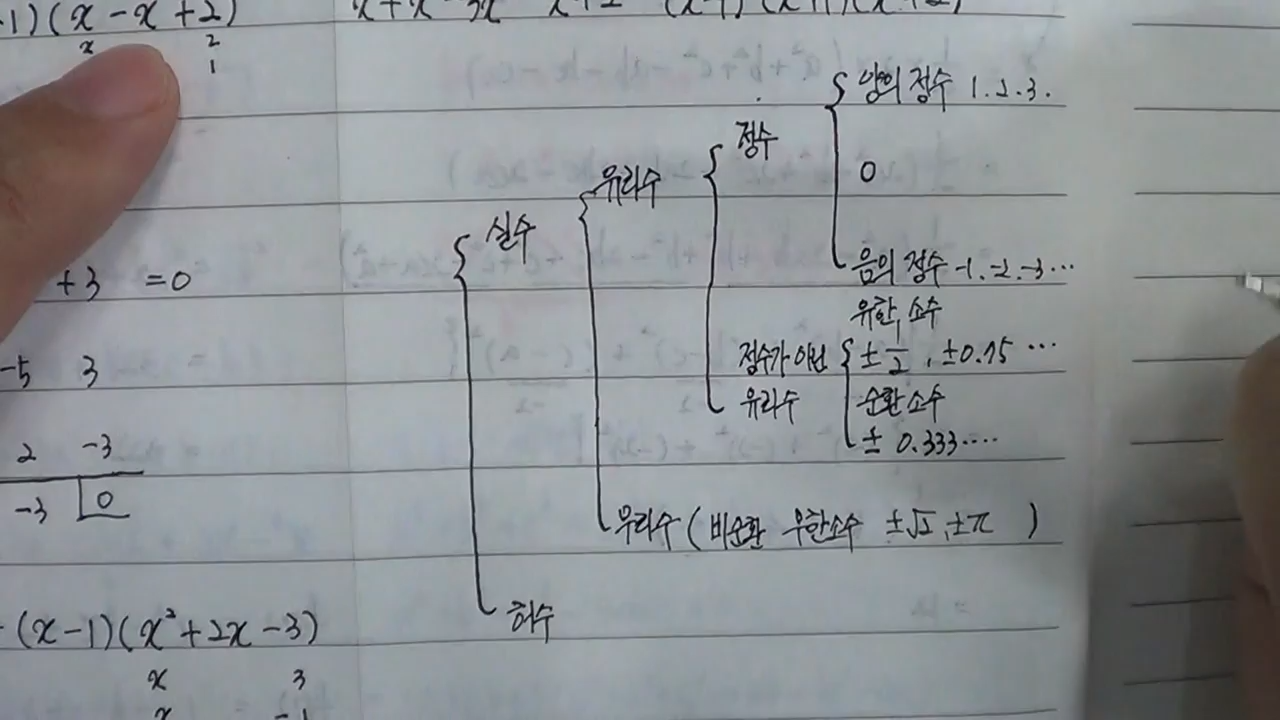 -1)(x - x + 2)
x 2
1
+3 =0
-5 3
2 -3
-3 0
(x-1)(x²+2x-3)
x 3
x -1
양의 정수 1.2.3.
정수
0
유리수
실수
음의 정수 -1.-2.-3…
유한 소수
정수가 아닌 ±1/2 , ±0.75 …
유리수 순환소수
± 0.333….
무리수 (비순환 무한소수 ±√2, ±π )
허수